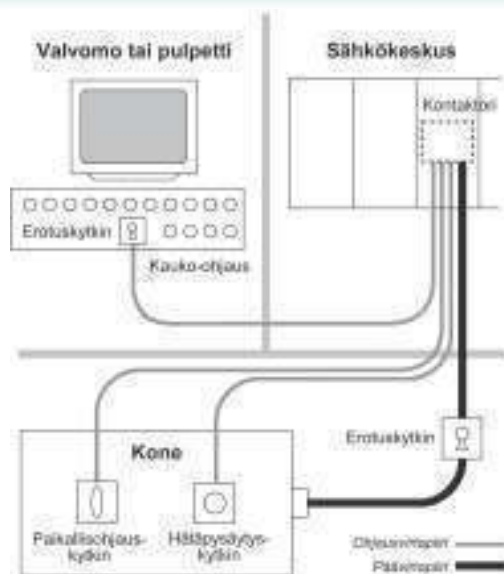 Valvomo tai pulpetti
Sähkökeskus
Kontaktori
Erotuskytkin
Kauko-ohjaus
Erotuskytkin
Kone
Paikallisohjaus-
kytkin
Hätäpysäytys-
kytkin
Ohjausvirtapiiri
Päävirtapiiri